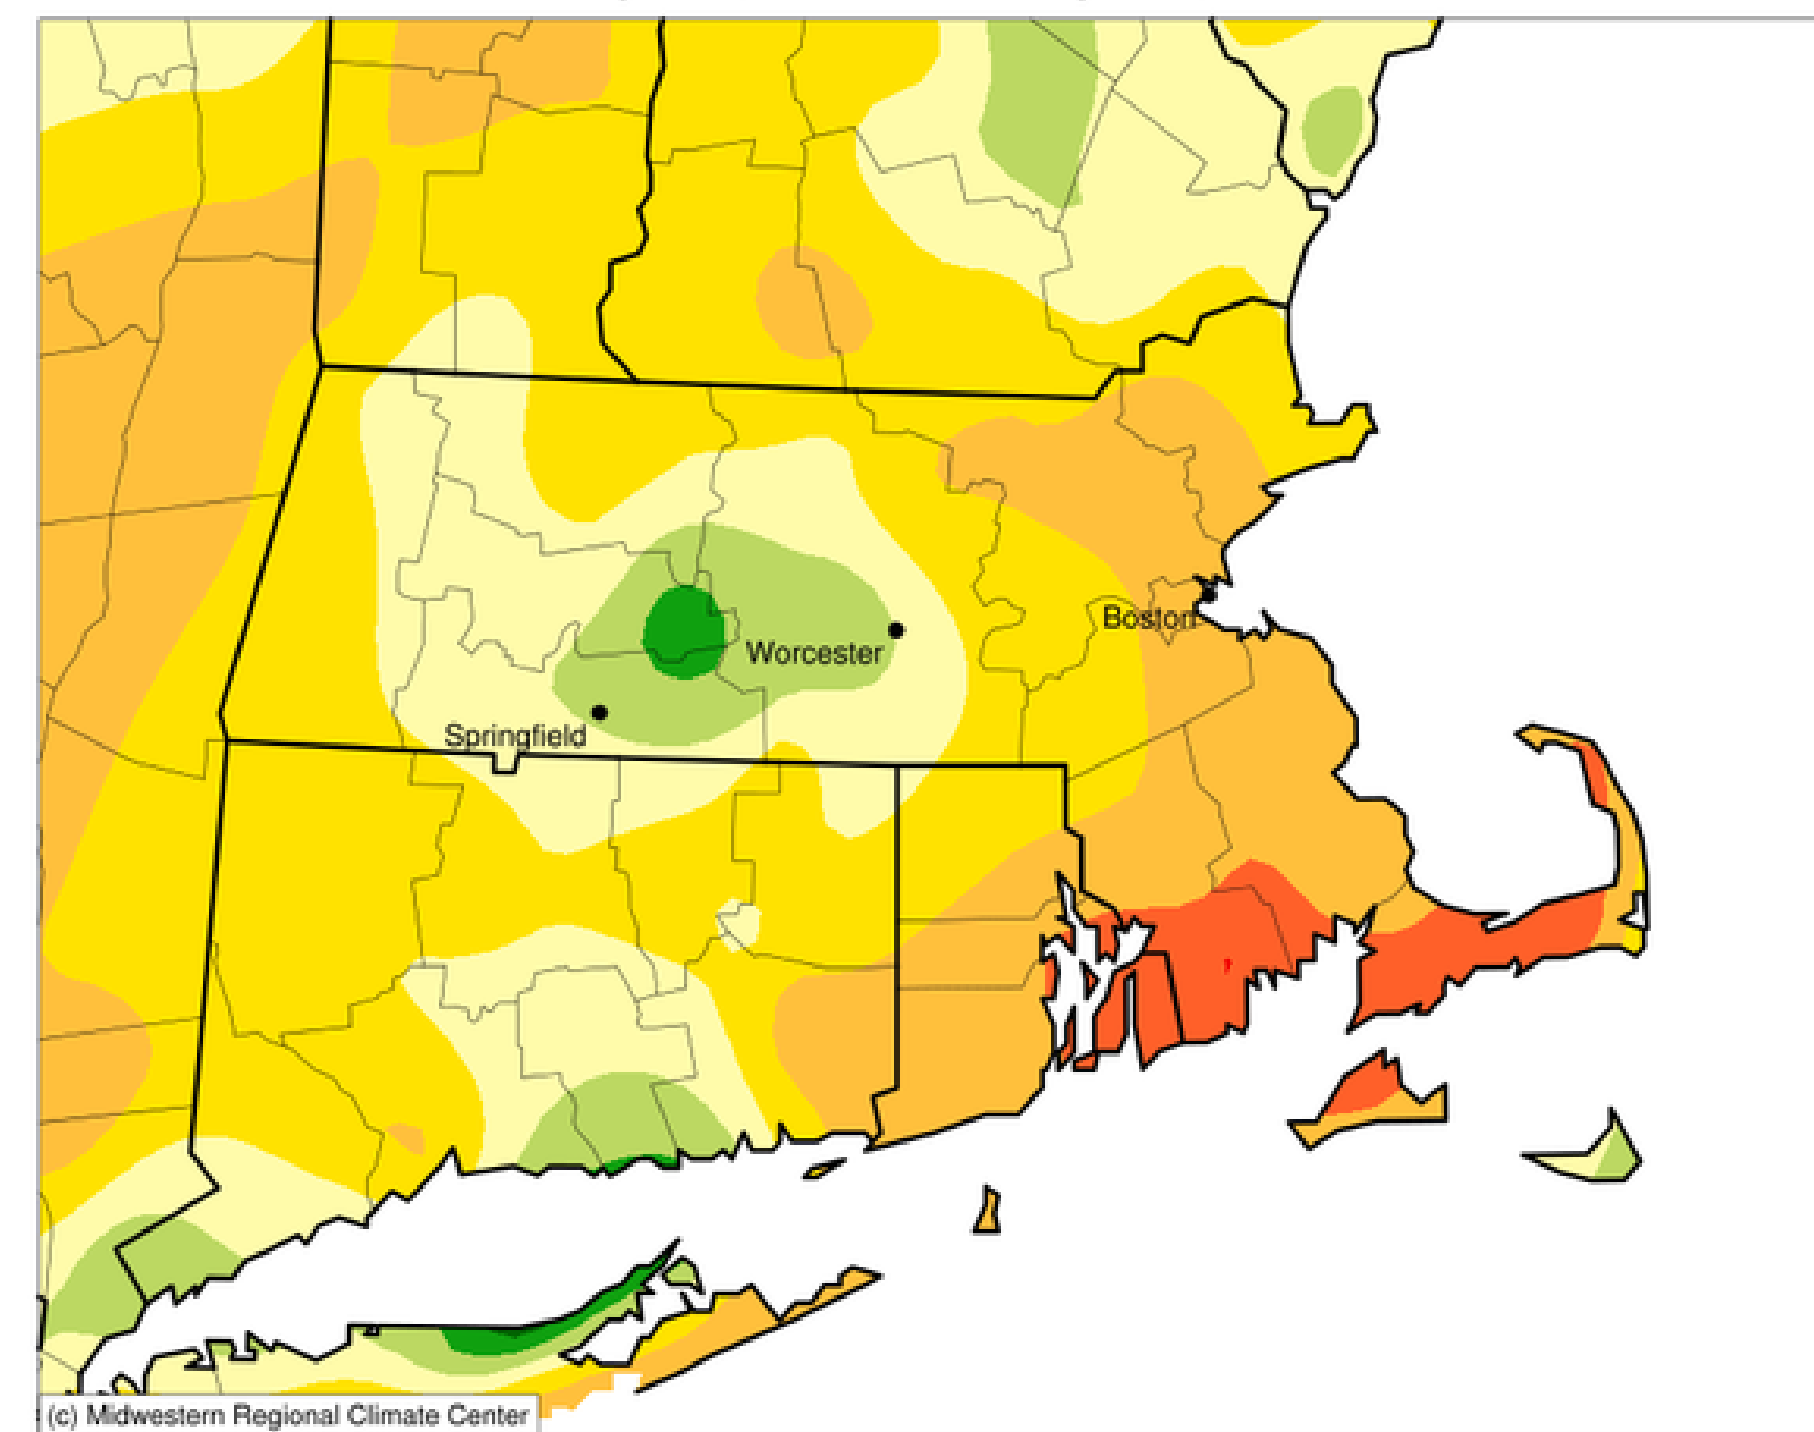 Boston
Worcester
Springfield
(c) Midwestern Regional Climate Center